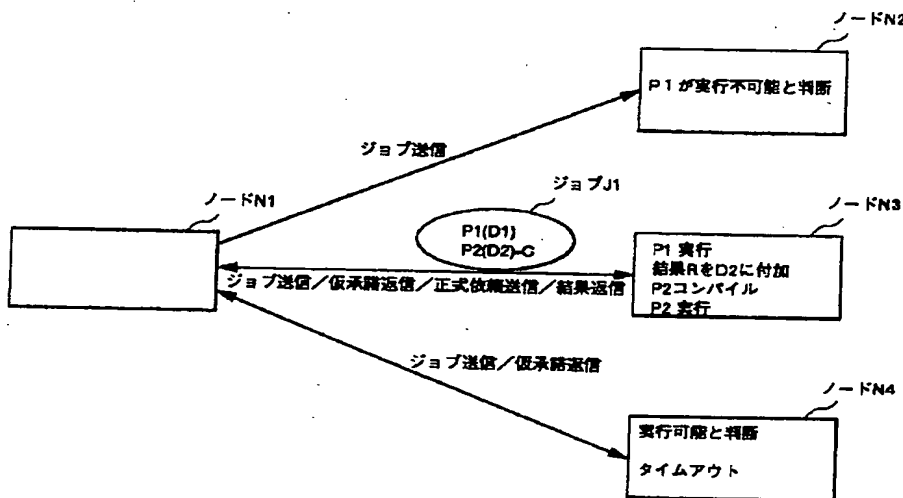 ノードN2
P1が実行不可能と判断
ジョブ送信
ノードN1
ジョブJ1
P1(D1)
P2(D2)-C
ノードN3
P1 実行
結果RをD2に付加
P2コンパイル
P2 実行
ジョブ送信／仮承諾返信／正式依頼送信／結果返信
ジョブ送信／仮承諾返信
ノードN4
実行可能と判断
タイムアウト